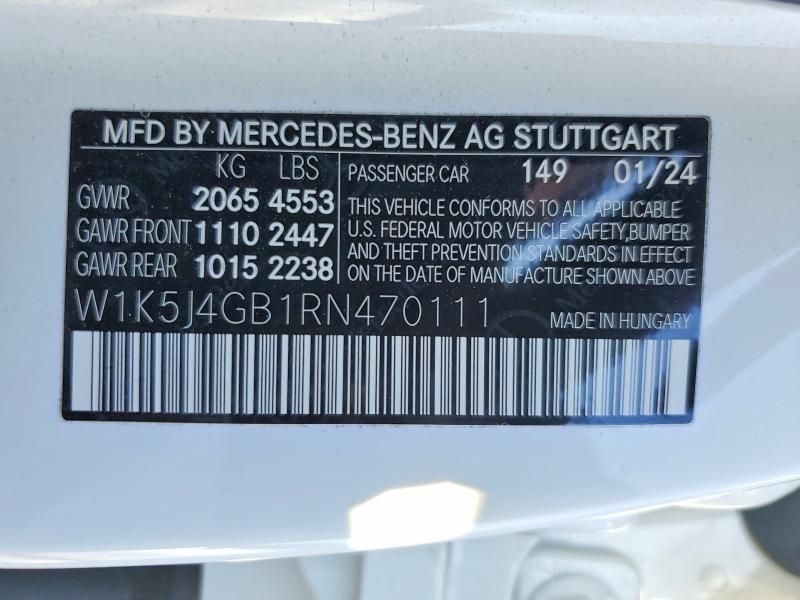 MFD BY MERCEDES-BENZ AG STUTTGART
KG LBS
GVWR 2065 4553
GAWR FRONT 1110 2447
GAWR REAR 1015 2238
PASSENGER CAR 149 01/24
THIS VEHICLE CONFORMS TO ALL APPLICABLE
U.S. FEDERAL MOTOR VEHICLE SAFETY,BUMPER
AND THEFT PREVENTION STANDARDS IN EFFECT
ON THE DATE OF MANUFACTURE SHOWN ABOVE
W1K5J4GB1RN470111
MADE IN HUNGARY